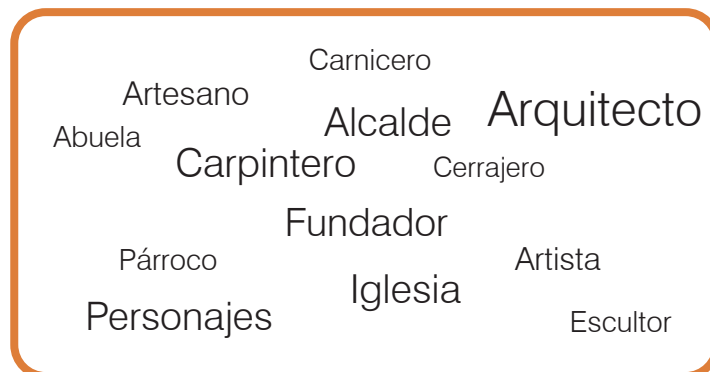 Carnicero
Artesano
Arquitecto
Alcalde
Abuela
Carpintero
Cerrajero
Fundador
Párroco
Artista
Iglesia
Personajes
Escultor